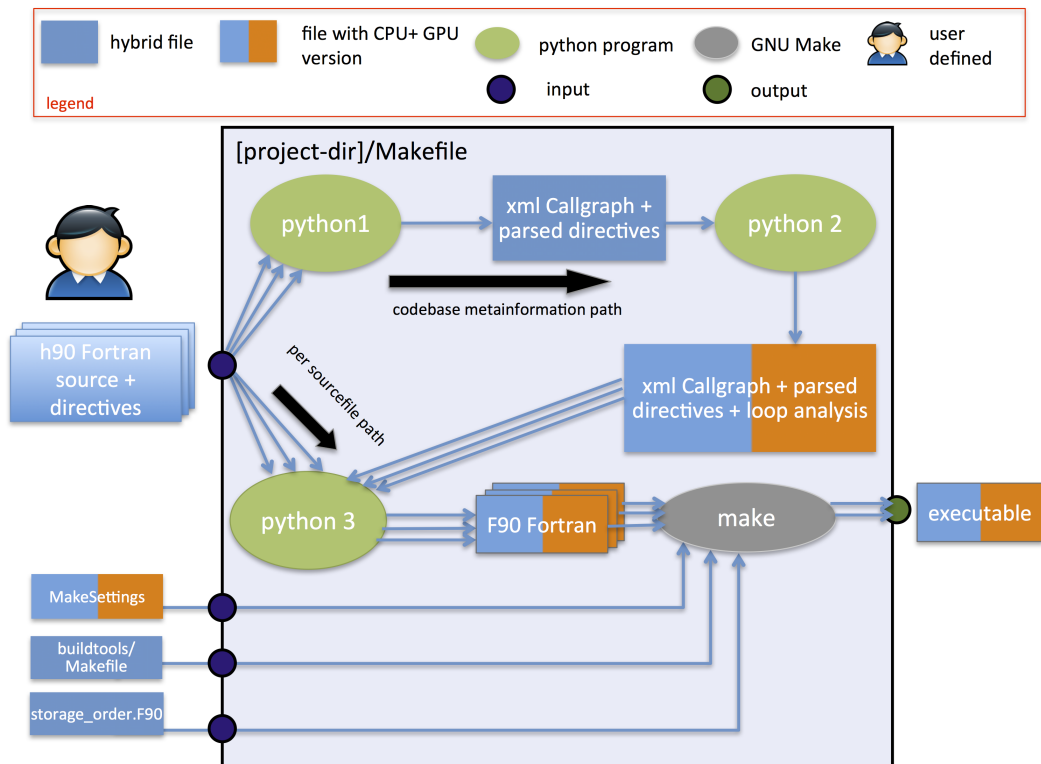 hybrid file
file with CPU+ GPU
version
python program
GNU Make
user
defined
input
output
legend
[project-dir]/Makefile
python1
xml Callgraph +
parsed directives
python 2
codebase metainformation path
h90 Fortran
source +
directives
per sourcefile path
xml Callgraph + parsed
directives + loop analysis
python 3
F90 Fortran
make
executable
MakeSettings
buildtools/
Makefile
storage_order.F90